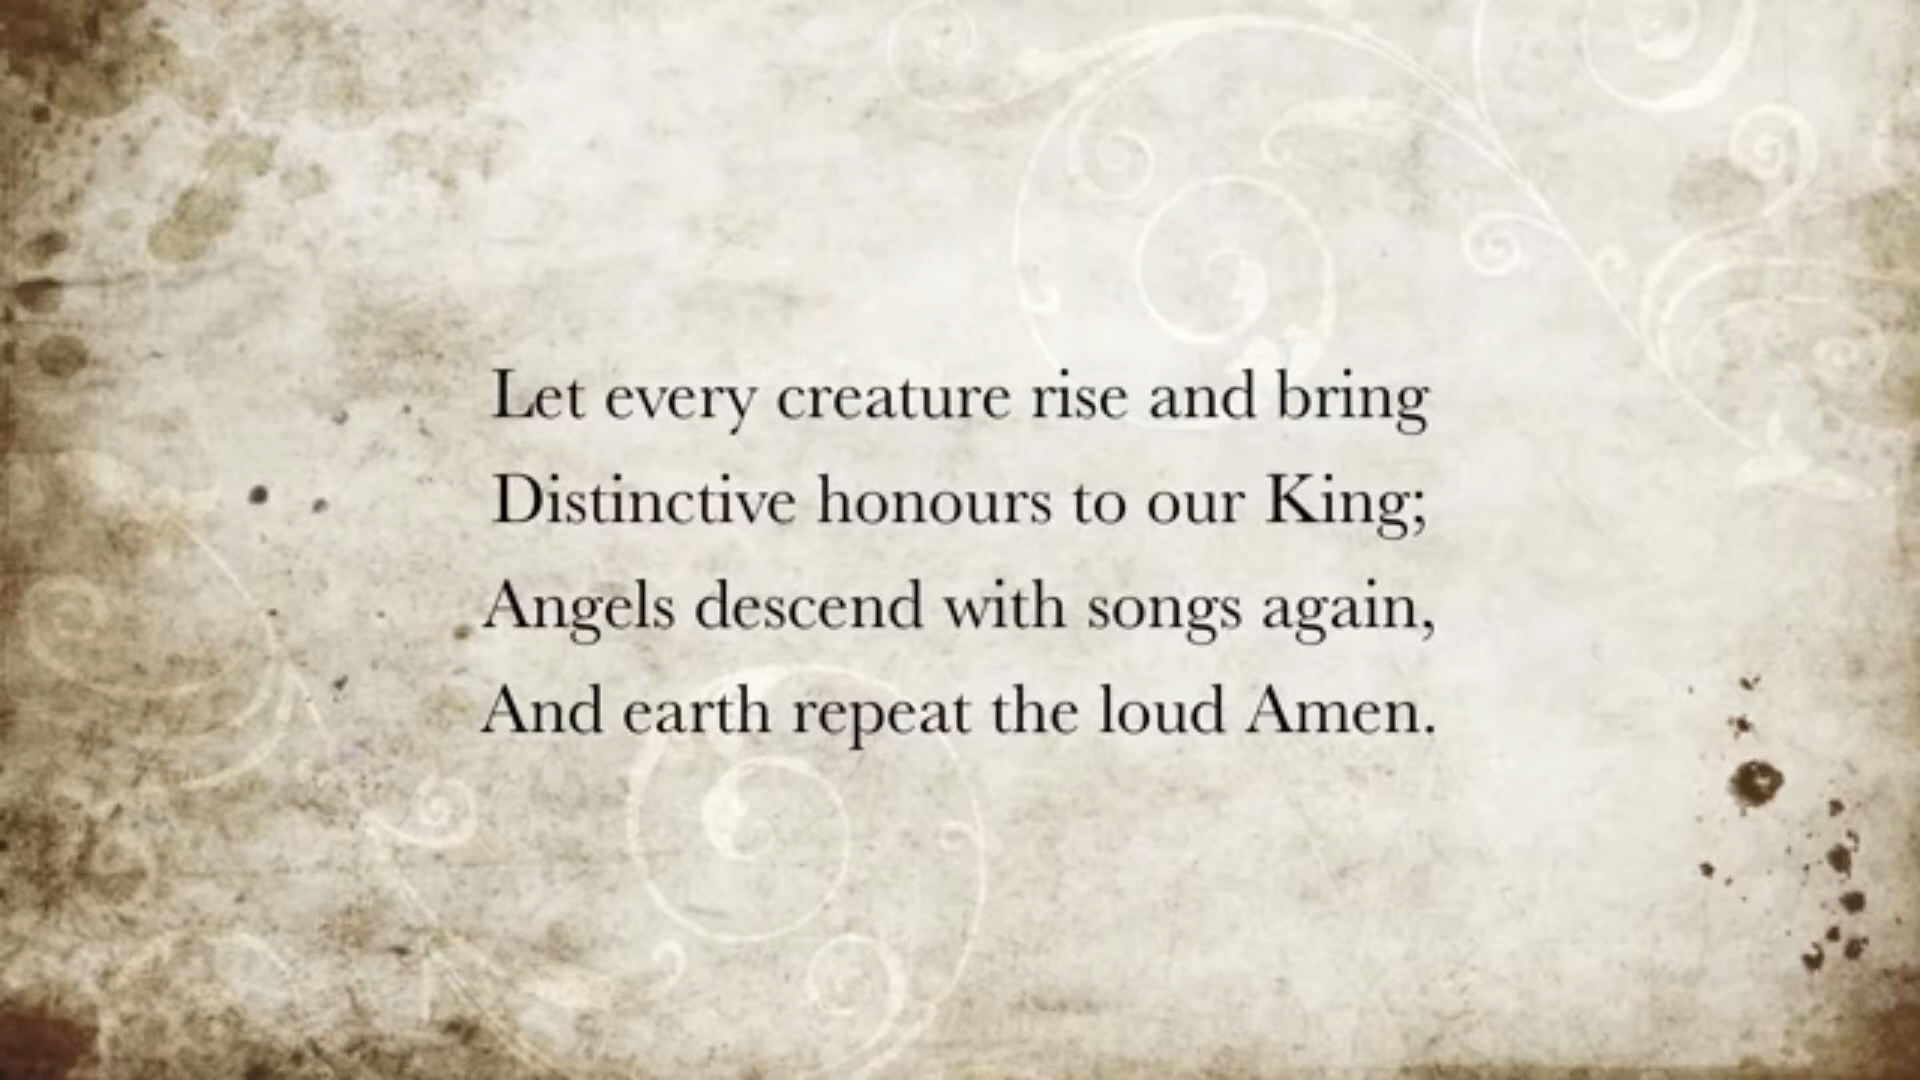 Let every creature rise and bring
Distinctive honours to our King;
Angels descend with songs again,
And earth repeat the loud Amen.